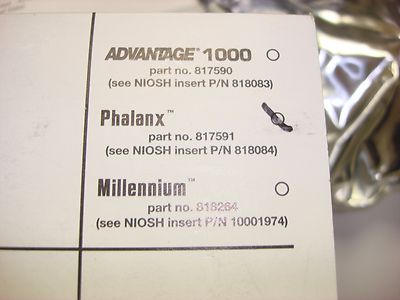 ADVANTAGE® 1000
part no. 817590
(see NIOSH insert P/N 818083)
Phalanx™
part no. 817591
(see NIOSH insert P/N 818084)
Millennium™
part no. 818264
(see NIOSH insert P/N 10001974)